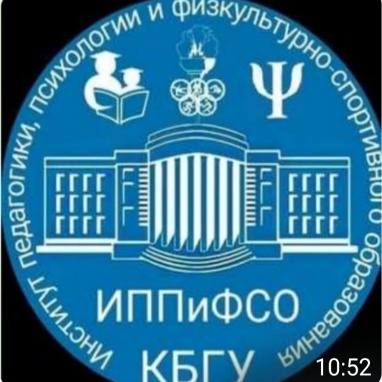 Институт педагогики, психологии и физкультурно-спортивного образования
Ψ
ИППиФСО
КБГУ
10:52